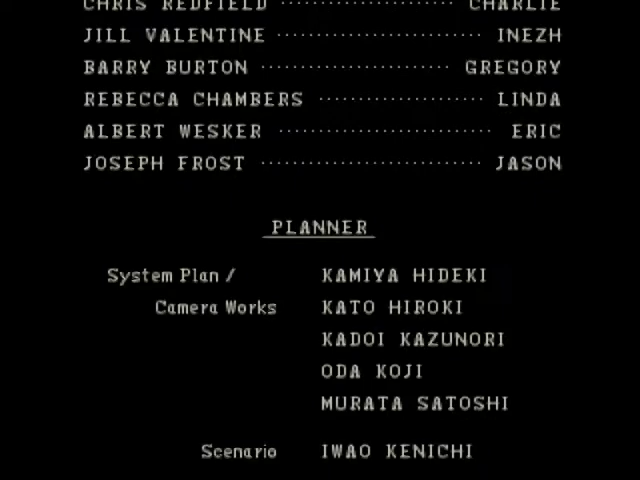 CHRIS REDFIELD ······················ CHARLIE
JILL VALENTINE ······················ INEZH
BARRY BURTON ······················ GREGORY
REBECCA CHAMBERS ···················· LINDA
ALBERT WESKER ·························· ERIC
JOSEPH FROST ··························· JASON
PLANNER
System Plan / KAMIYA HIDEKI
Camera Works KATO HIROKI
KADOI KAZUNORI
ODA KOJI
MURATA SATOSHI
Scenario IWAO KENICHI